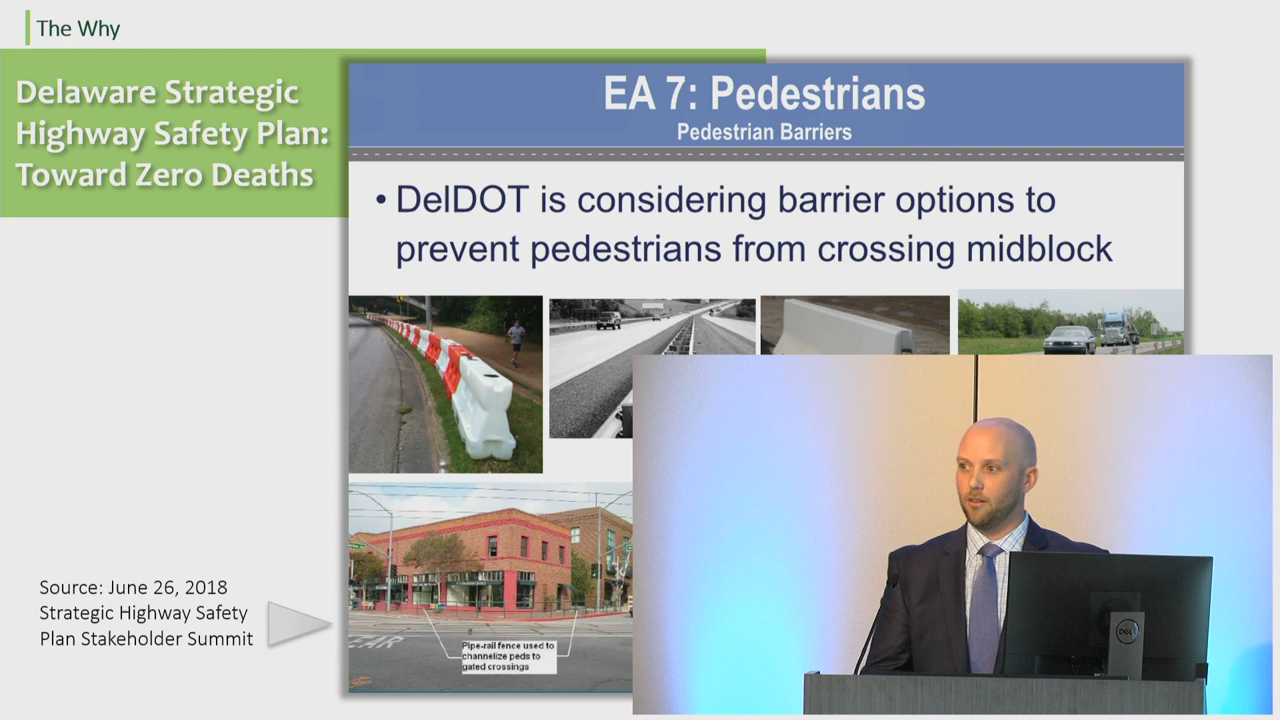 The Why
Delaware Strategic
Highway Safety Plan:
Toward Zero Deaths
EA 7: Pedestrians
Pedestrian Barriers
• DelDOT is considering barrier options to
prevent pedestrians from crossing midblock
Pipe-rail fence used to
channelize peds to
gated crossings
Source: June 26, 2018
Strategic Highway Safety
Plan Stakeholder Summit
DELL